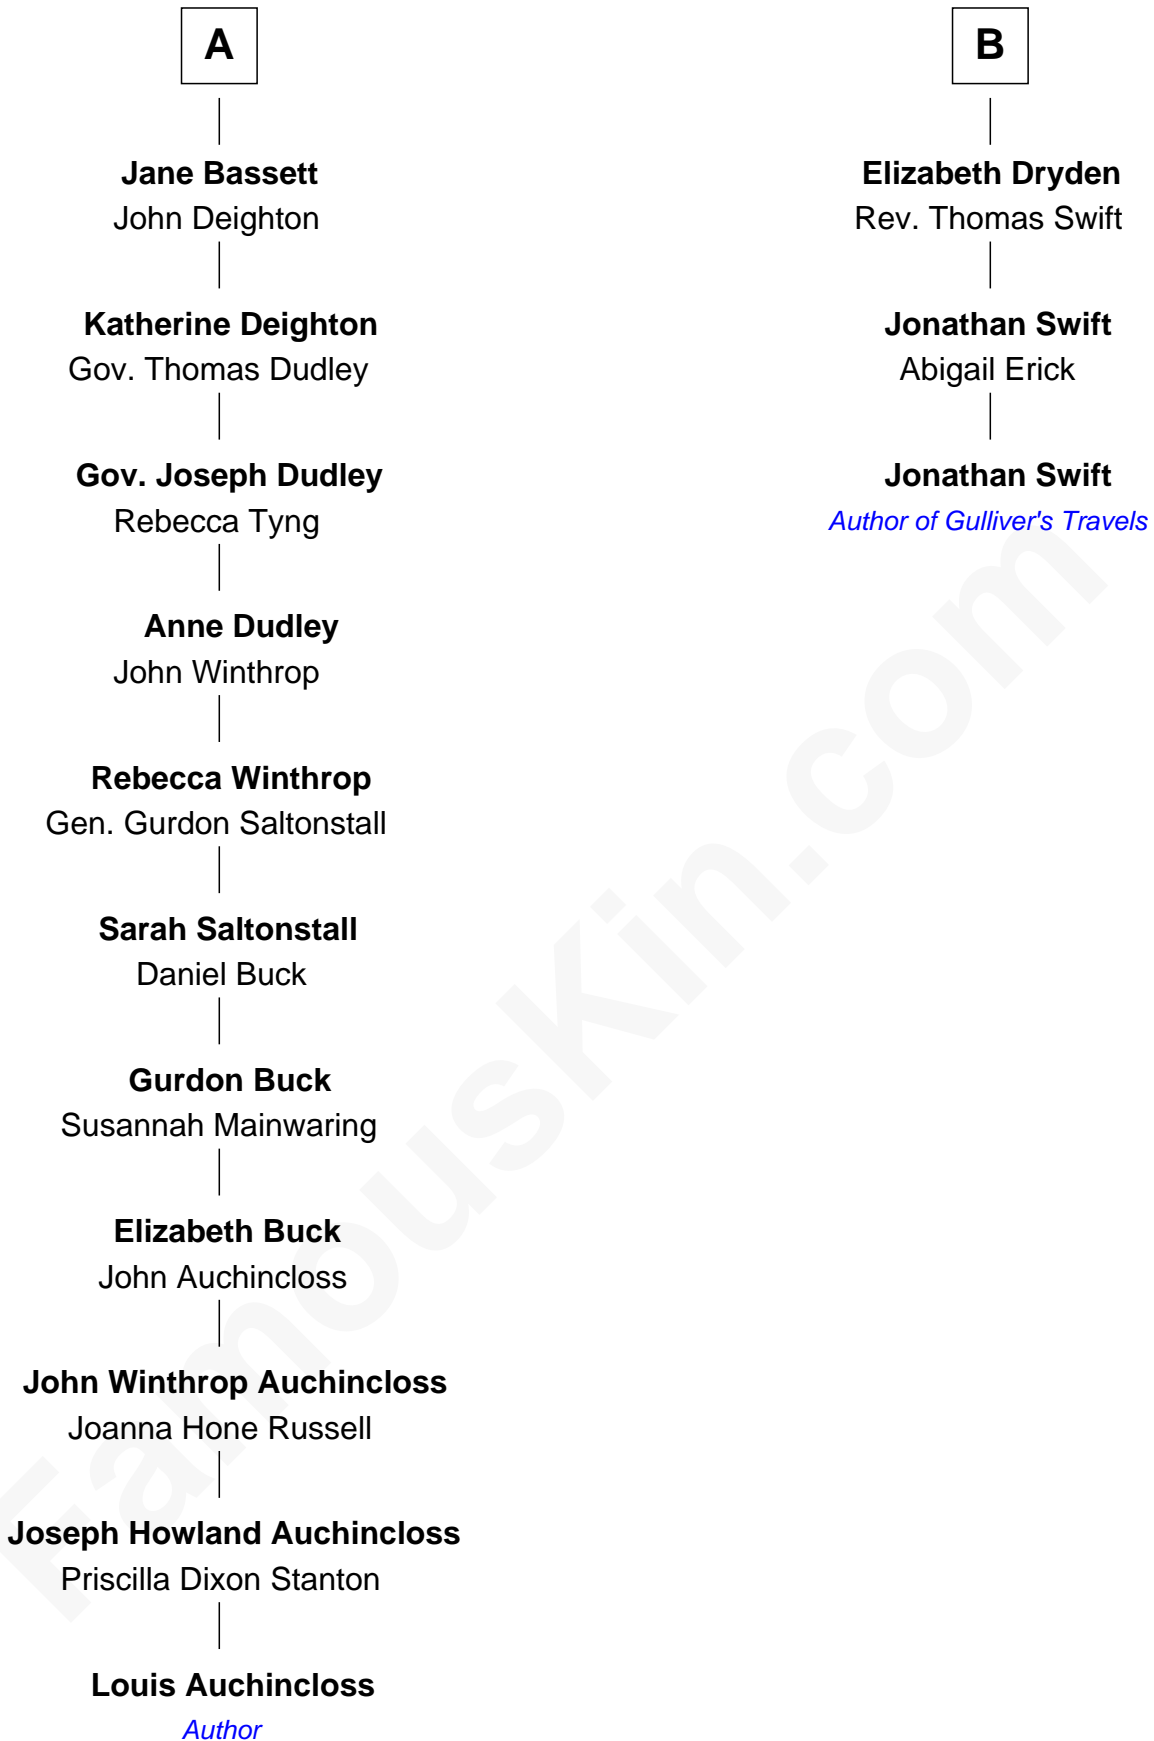 A
Jane Bassett
John Deighton
Katherine Deighton
Gov. Thomas Dudley
Gov. Joseph Dudley
Rebecca Tyng
Anne Dudley
John Winthrop
Rebecca Winthrop
Gen. Gurdon Saltonstall
Sarah Saltonstall
Daniel Buck
Gurdon Buck
Susannah Mainwaring
Elizabeth Buck
John Auchincloss
John Winthrop Auchincloss
Joanna Hone Russell
Joseph Howland Auchincloss
Priscilla Dixon Stanton
Louis Auchincloss
Author
B
Elizabeth Dryden
Rev. Thomas Swift
Jonathan Swift
Abigail Erick
Jonathan Swift
Author of Gulliver's Travels
FamousKin.com